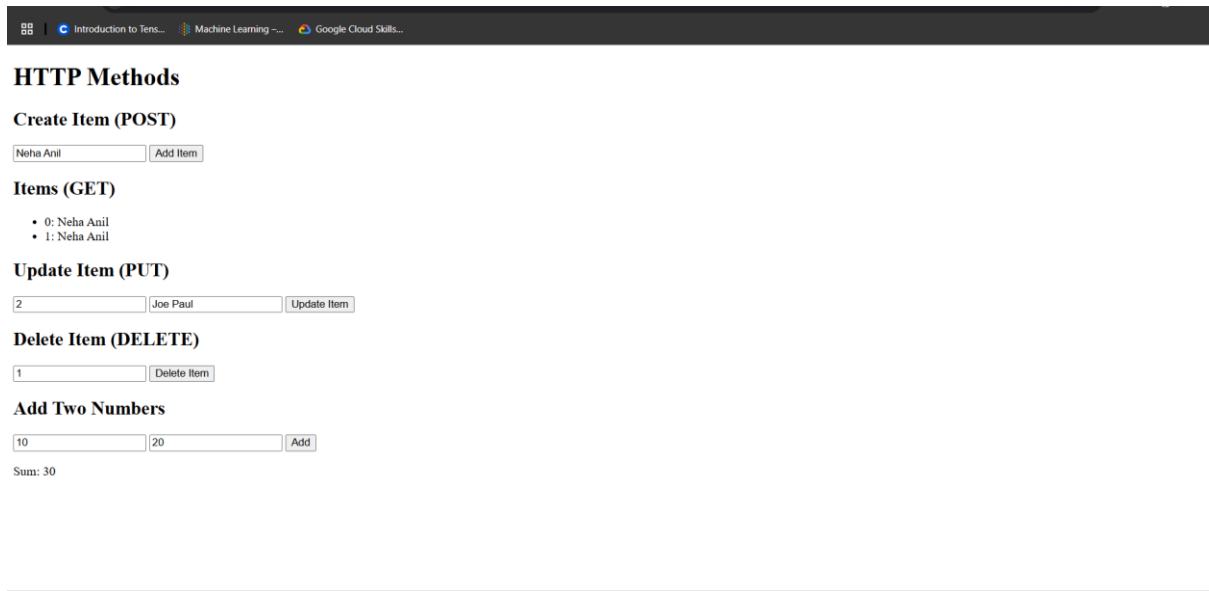 Introduction to Tens... Machine Learning –... Google Cloud Skills...
HTTP Methods
Create Item (POST)
Neha Anil Add Item
Items (GET)
• 0: Neha Anil
• 1: Neha Anil
Update Item (PUT)
2 Joe Paul Update Item
Delete Item (DELETE)
1 Delete Item
Add Two Numbers
10 20 Add
Sum: 30